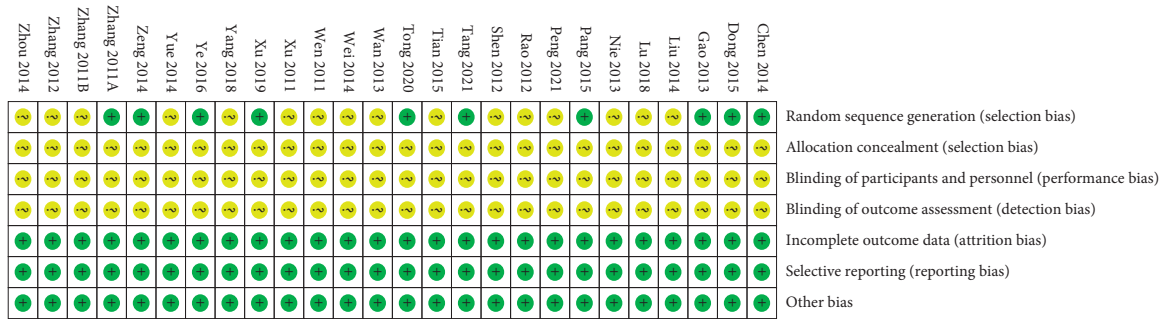 Zhou 2014
Zhang 2012
Zhang 2011B
Zhang 2011A
Zeng 2014
Yue 2014
Ye 2016
Yang 2018
Xu 2019
Xu 2011
Wen 2011
Wei 2014
Wan 2013
Tong 2020
Tian 2015
Tang 2021
Shen 2012
Rao 2012
Peng 2021
Pang 2015
Nie 2013
Lu 2018
Liu 2014
Gao 2013
Dong 2015
Chen 2014
? ? ? + + ? + ? + ? ? ? ? + ? + ? ? ? + ? ? ? + + + Random sequence generation (selection bias)
? ? ? ? ? ? ? ? ? ? ? ? ? ? ? ? ? ? ? ? ? ? ? ? ? ? Allocation concealment (selection bias)
? ? ? ? ? ? ? ? ? ? ? ? ? ? ? ? ? ? ? ? ? ? ? ? ? ? Blinding of participants and personnel (performance bias)
? ? ? ? ? ? ? ? ? ? ? ? ? ? ? ? ? ? ? ? ? ? ? ? ? ? Blinding of outcome assessment (detection bias)
+ + + + + + + + + + + + + + + + + + + + + + + + + + Incomplete outcome data (attrition bias)
+ + + + + + + + + + + + + + + + + + + + + + + + + + Selective reporting (reporting bias)
+ + + + + + + + + + + + + + + + + + + + + + + + + + Other bias